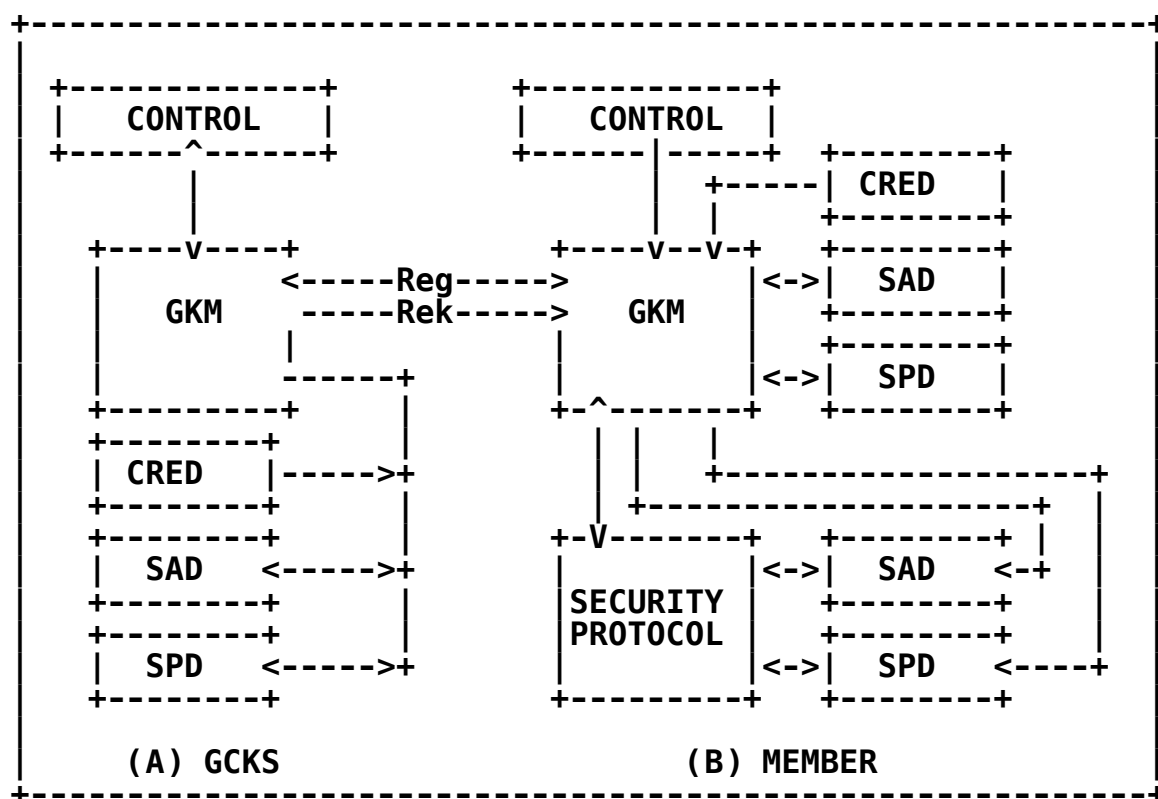 CONTROL CONTROL
CRED
Reg SAD
GKM Rek GKM
SPD
CRED
SAD SAD
SECURITY
PROTOCOL
SPD SPD
(A) GCKS (B) MEMBER